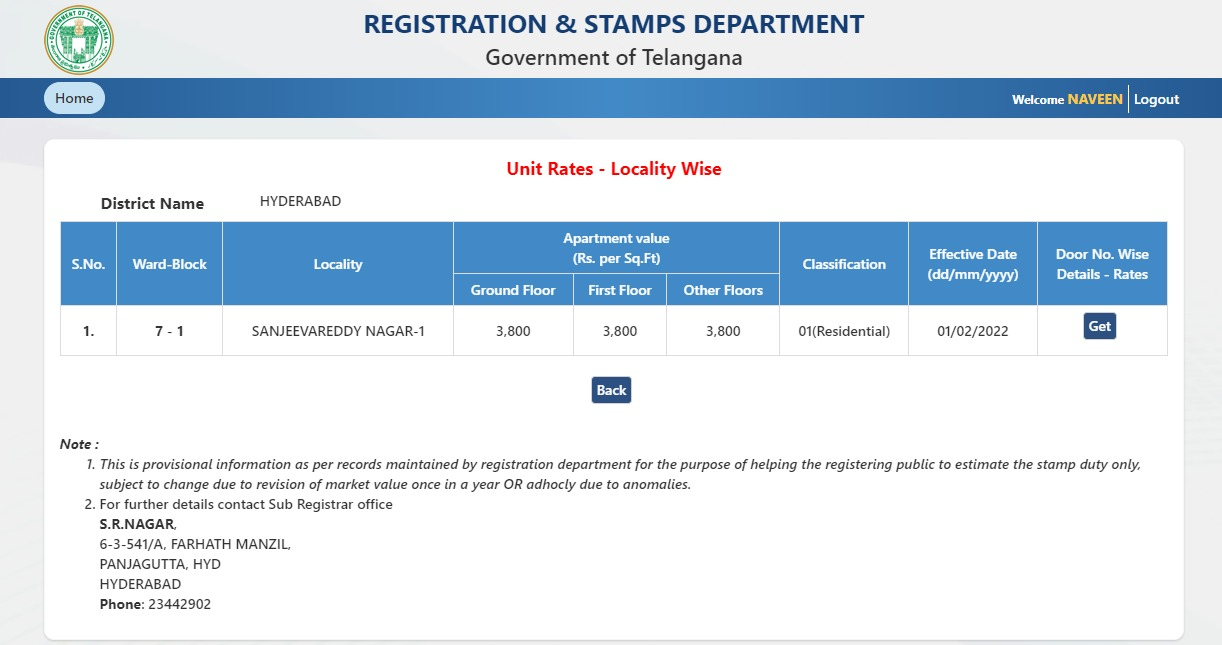 REGISTRATION & STAMPS DEPARTMENT
Government of Telangana
Home
Welcome NAVEEN Logout
Unit Rates - Locality Wise
District Name HYDERABAD
S.No. Ward-Block Locality Apartment value (Rs. per Sq.Ft) Classification Effective Date (dd/mm/yyyy) Door No. Wise Details - Rates
Ground Floor First Floor Other Floors
1. 7 - 1 SANJEEVAREDDY NAGAR-1 3,800 3,800 3,800 01(Residential) 01/02/2022 Get
Back
Note :
1. This is provisional information as per records maintained by registration department for the purpose of helping the registering public to estimate the stamp duty only,
subject to change due to revision of market value once in a year OR adhocly due to anomalies.
2. For further details contact Sub Registrar office
S.R.NAGAR,
6-3-541/A, FARHATH MANZIL,
PANJAGUTTA, HYD
HYDERABAD
Phone: 23442902